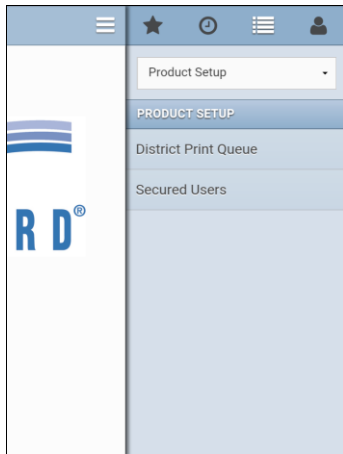 Product Setup
PRODUCT SETUP
District Print Queue
Secured Users
R D®